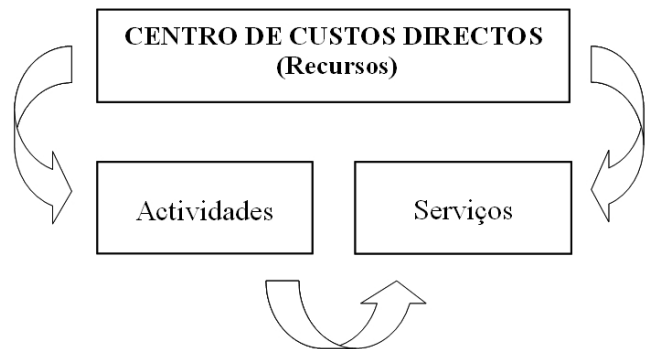 CENTRO DE CUSTOS DIRECTOS
(Recursos)
Actividades
Serviços